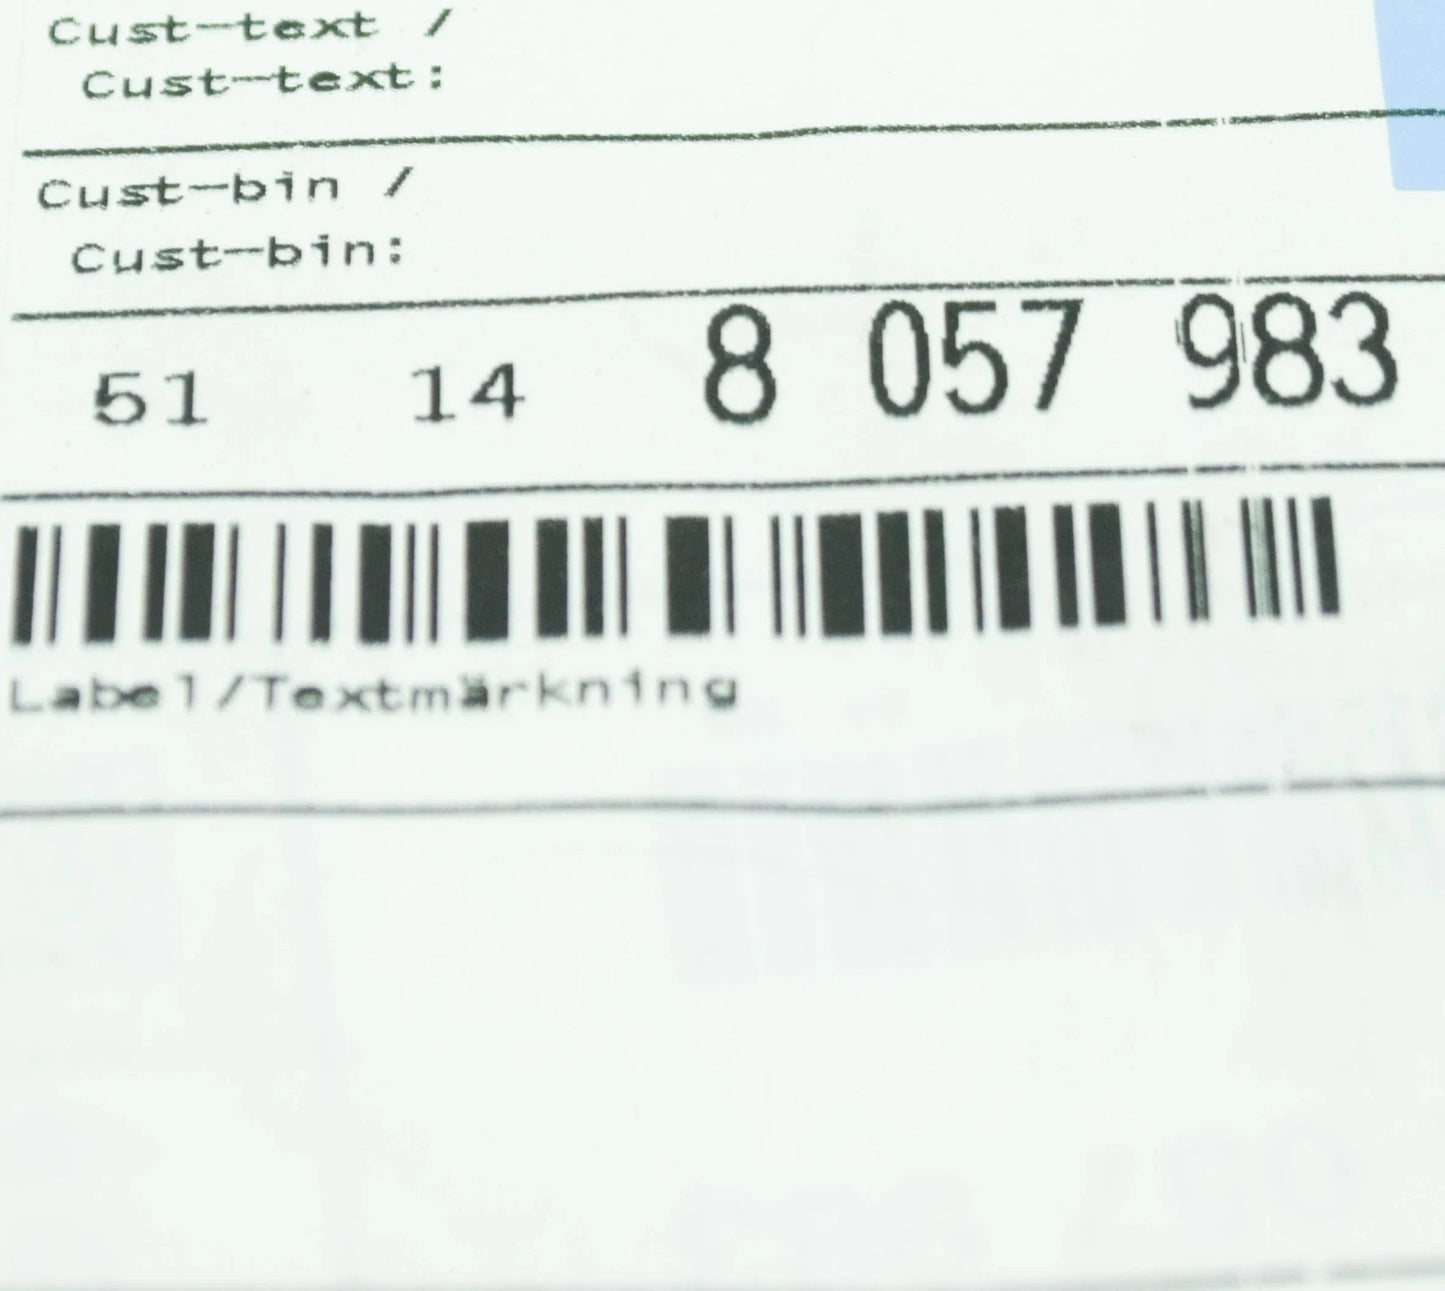 Cust-text /
Cust-text:
Cust-bin /
Cust-bin:
51 14 8 057 983
Label/Textmärkning